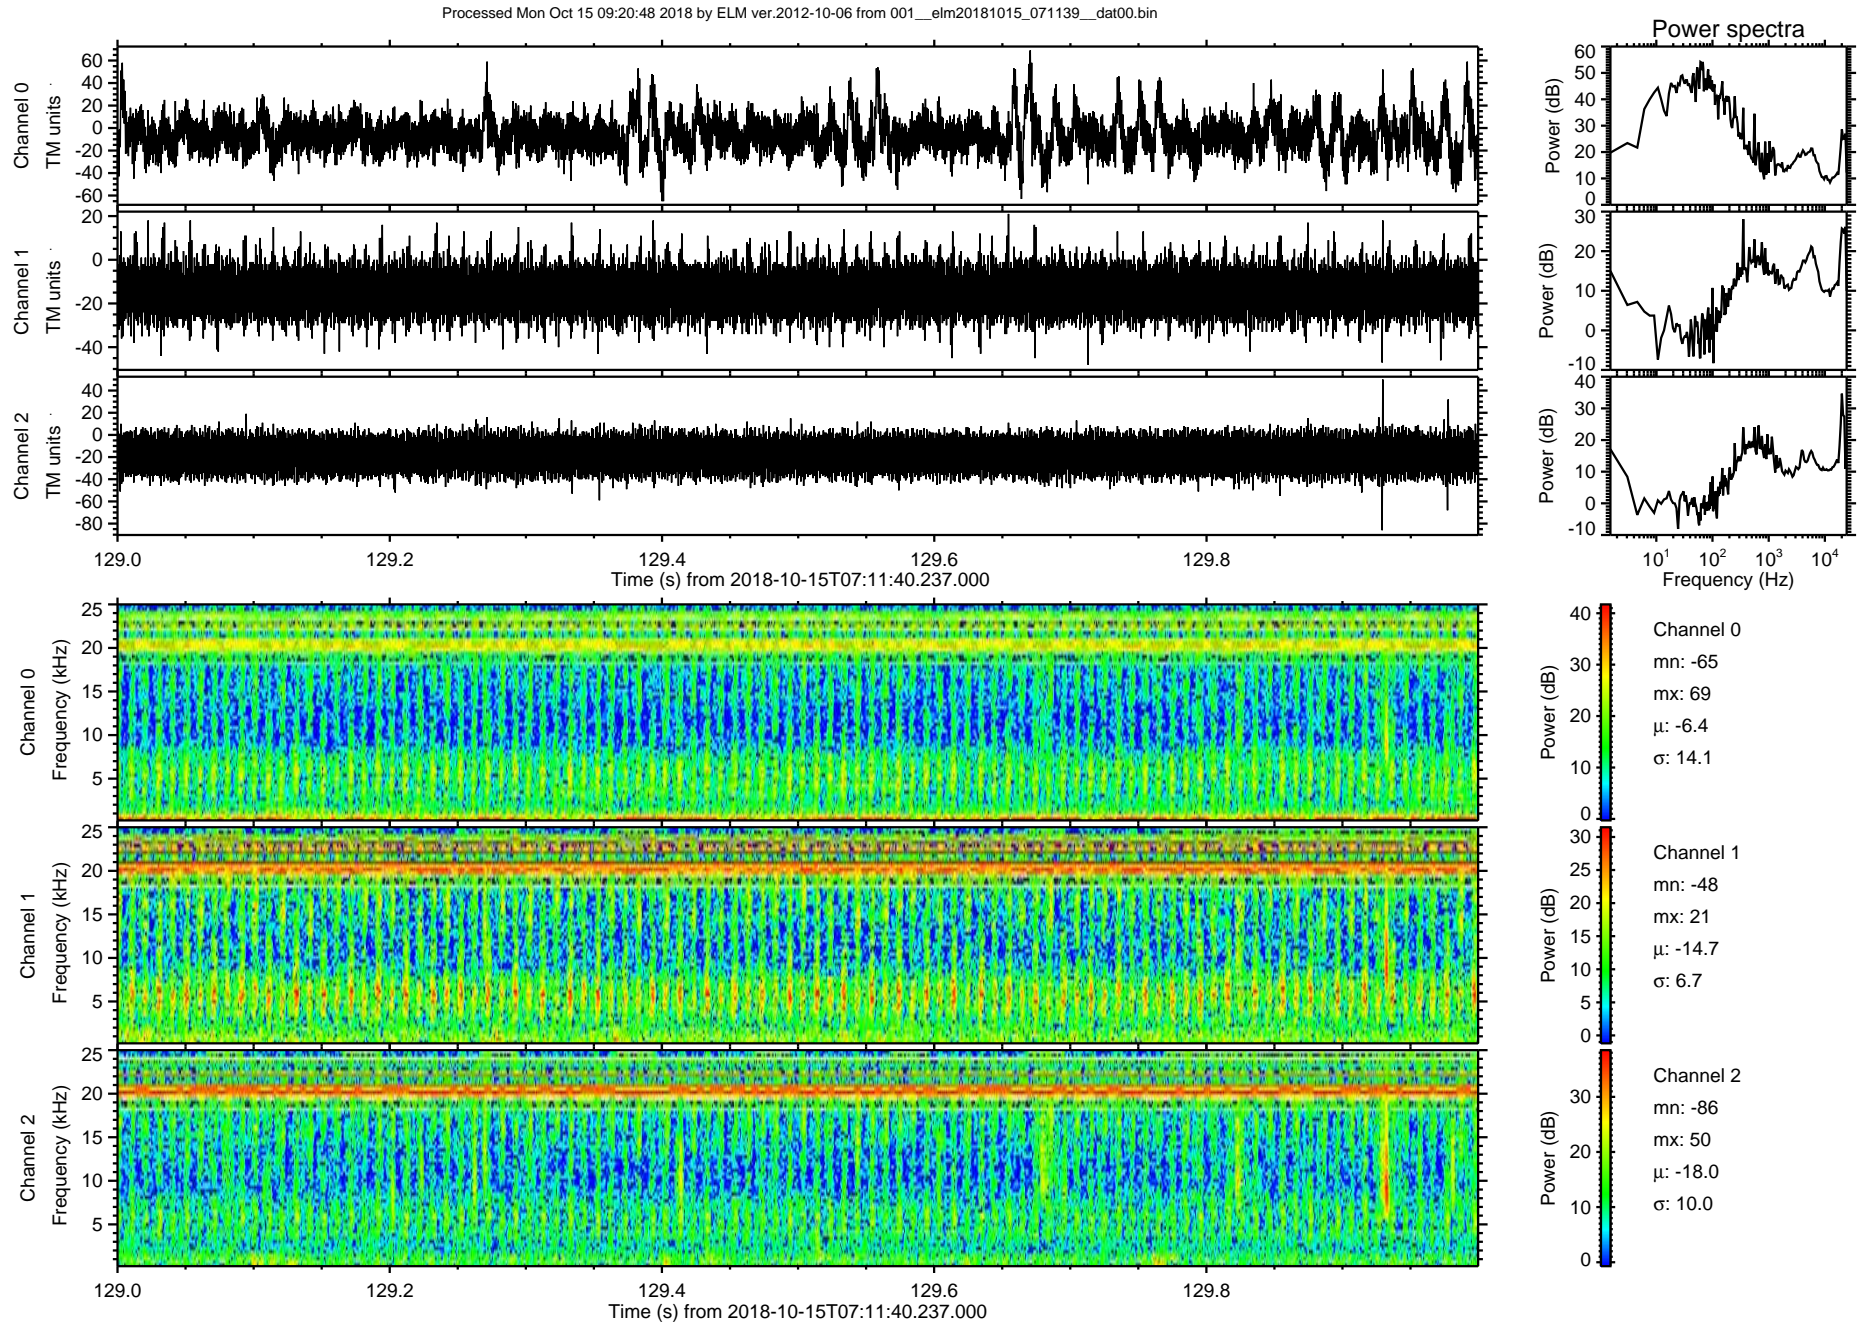 Processed Mon Oct 15 09:20:48 2018 by ELM ver.2012-10-06 from 001__elm20181015_071139__dat00.bin
Power spectra
Channel 0
TM units
60
40
20
0
-20
-40
-60
Power (dB)
60
50
40
30
20
10
0
Channel 1
TM units
20
0
-20
-40
Power (dB)
30
20
10
0
-10
Channel 2
TM units
40
20
0
-20
-40
-60
-80
Power (dB)
40
30
20
10
0
-10
129.0 129.2 129.4 129.6 129.8
Time (s) from 2018-10-15T07:11:40.237.000
10¹ 10² 10³ 10⁴
Frequency (Hz)
Channel 0
Frequency (kHz)
25
20
15
10
5
Power (dB)
40
30
20
10
0
Channel 0
mn: -65
mx: 69
µ: -6.4
σ: 14.1
Channel 1
Frequency (kHz)
25
20
15
10
5
Power (dB)
30
25
20
15
10
5
0
Channel 1
mn: -48
mx: 21
µ: -14.7
σ: 6.7
Channel 2
Frequency (kHz)
25
20
15
10
5
Power (dB)
30
20
10
0
Channel 2
mn: -86
mx: 50
µ: -18.0
σ: 10.0
129.0 129.2 129.4 129.6 129.8
Time (s) from 2018-10-15T07:11:40.237.000